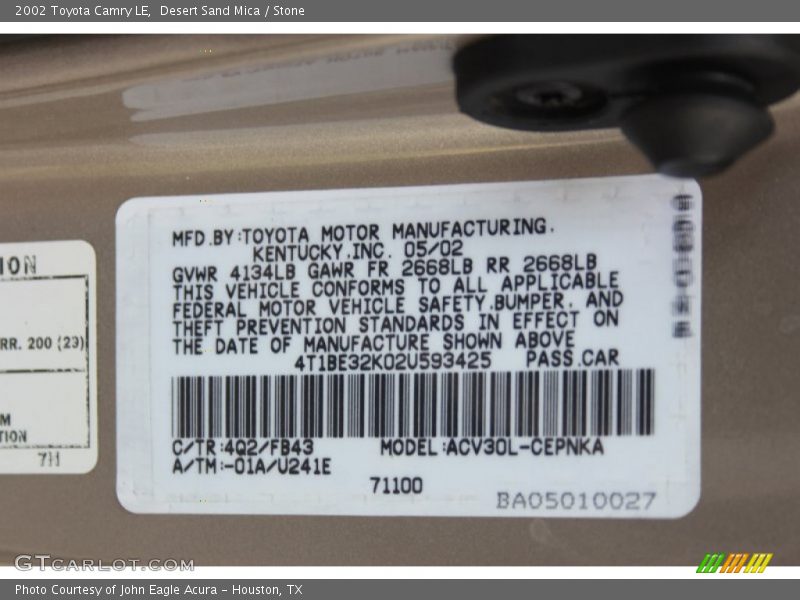 2002 Toyota Camry LE,  Desert Sand Mica / Stone
MFD.BY:TOYOTA MOTOR MANUFACTURING.
KENTUCKY.INC. 05/02
GVWR 4134LB GAWR FR 2668LB RR 2668LB
THIS VEHICLE CONFORMS TO ALL APPLICABLE
FEDERAL MOTOR VEHICLE SAFETY.BUMPER. AND
THEFT PREVENTION STANDARDS IN EFFECT ON
THE DATE OF MANUFACTURE SHOWN ABOVE
4T1BE32K02U593425 PASS.CAR
C/TR:4Q2/FB43 MODEL:ACV30L-CEPNKA
A/TM:-01A/U241E
71100
BA05010027
ION
RR. 200 (23)
M
TION
7H
GTCARLOT.COM
Photo Courtesy of John Eagle Acura - Houston, TX